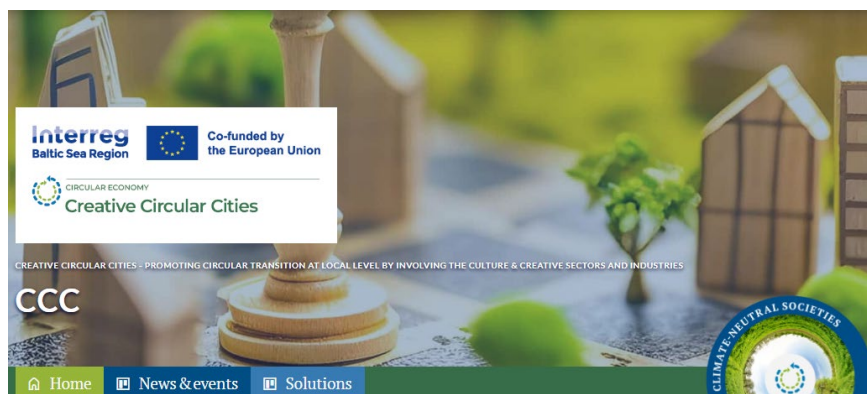 Interreg
Baltic Sea Region
Co-funded by
the European Union
CIRCULAR ECONOMY
Creative Circular Cities
CREATIVE CIRCULAR CITIES - PROMOTING CIRCULAR TRANSITION AT LOCAL LEVEL BY INVOLVING THE CULTURE & CREATIVE SECTORS AND INDUSTRIES
CCC
CLIMATE-NEUTRAL SOCIETIES
Home
News & events
Solutions